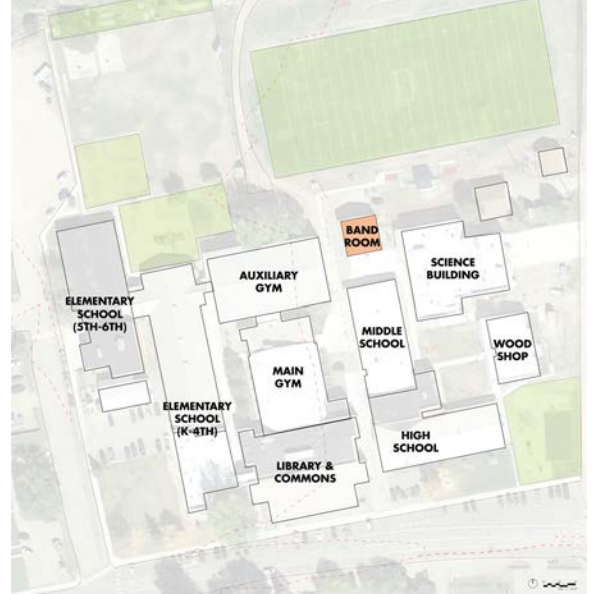 BAND
ROOM
SCIENCE
BUILDING
AUXILIARY
GYM
ELEMENTARY
SCHOOL
(5TH-6TH)
MIDDLE
SCHOOL
WOOD
SHOP
MAIN
GYM
ELEMENTARY
SCHOOL
(K-4TH)
HIGH
SCHOOL
LIBRARY &
COMMONS